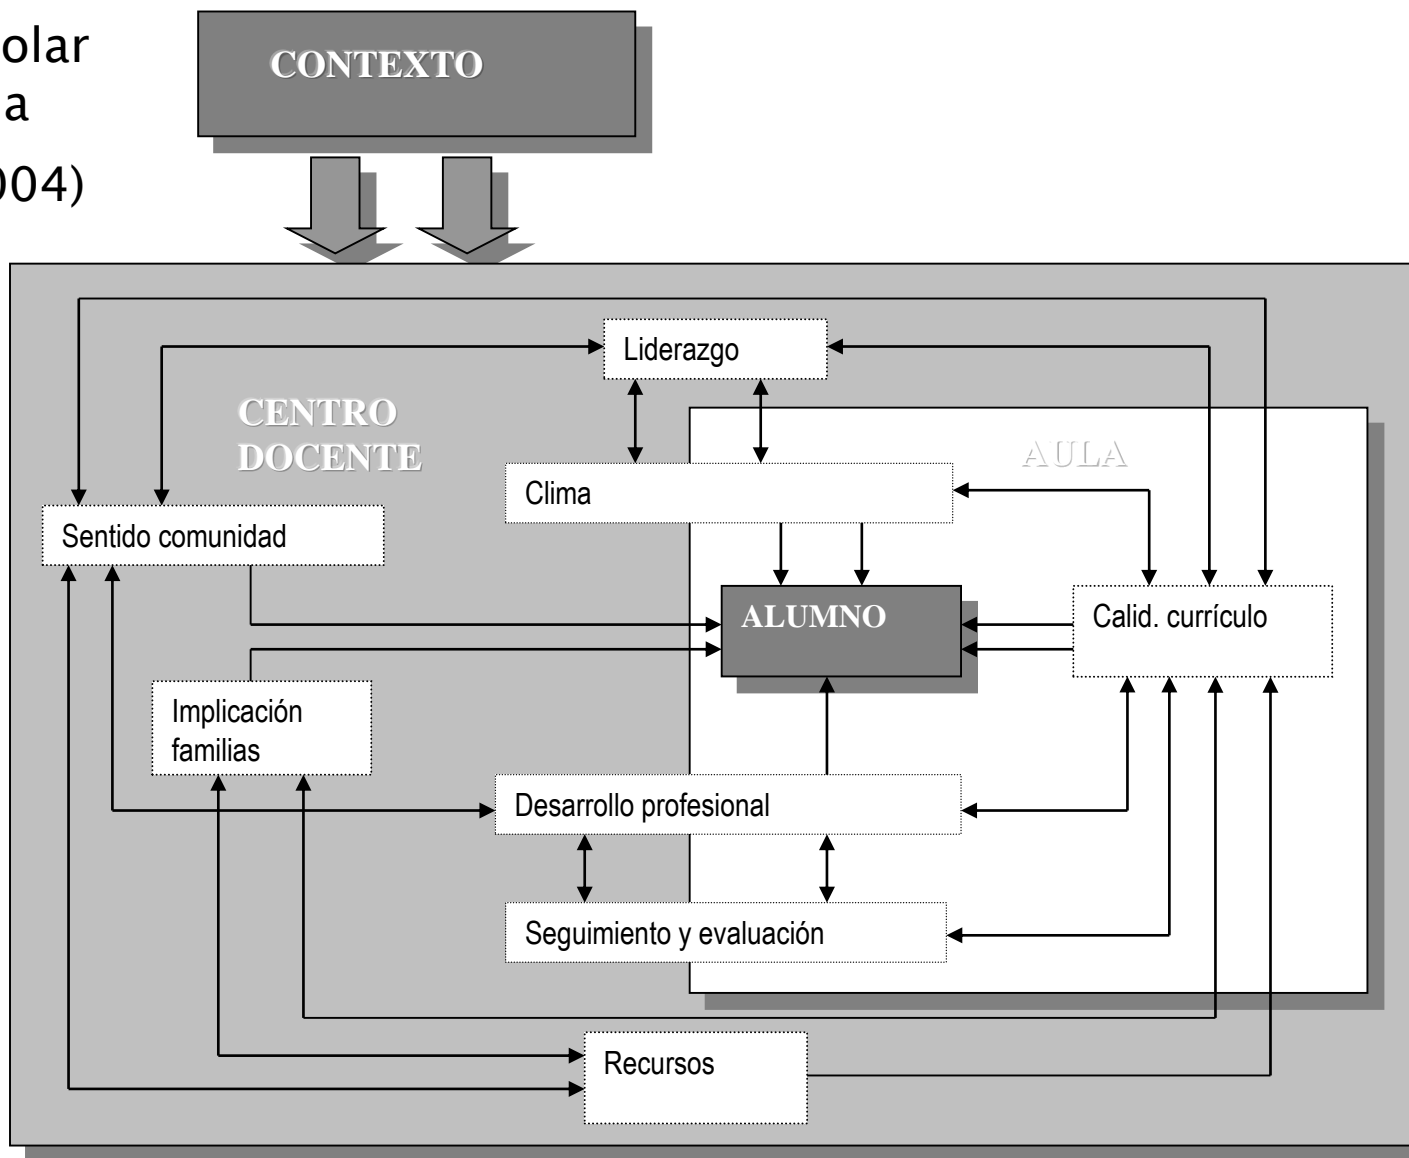 olar
a
004)
CONTEXTO
Liderazgo
CENTRO
DOCENTE
AULA
Clima
Sentido comunidad
ALUMNO
Calid. currículo
Implicación
familias
Desarrollo profesional
Seguimiento y evaluación
Recursos